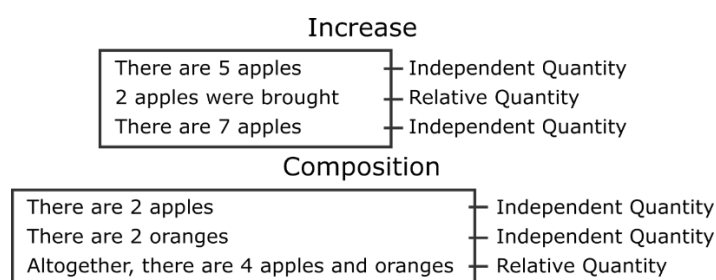 Increase
There are 5 apples Independent Quantity
2 apples were brought Relative Quantity
There are 7 apples Independent Quantity
Composition
There are 2 apples Independent Quantity
There are 2 oranges Independent Quantity
Altogether, there are 4 apples and oranges Relative Quantity